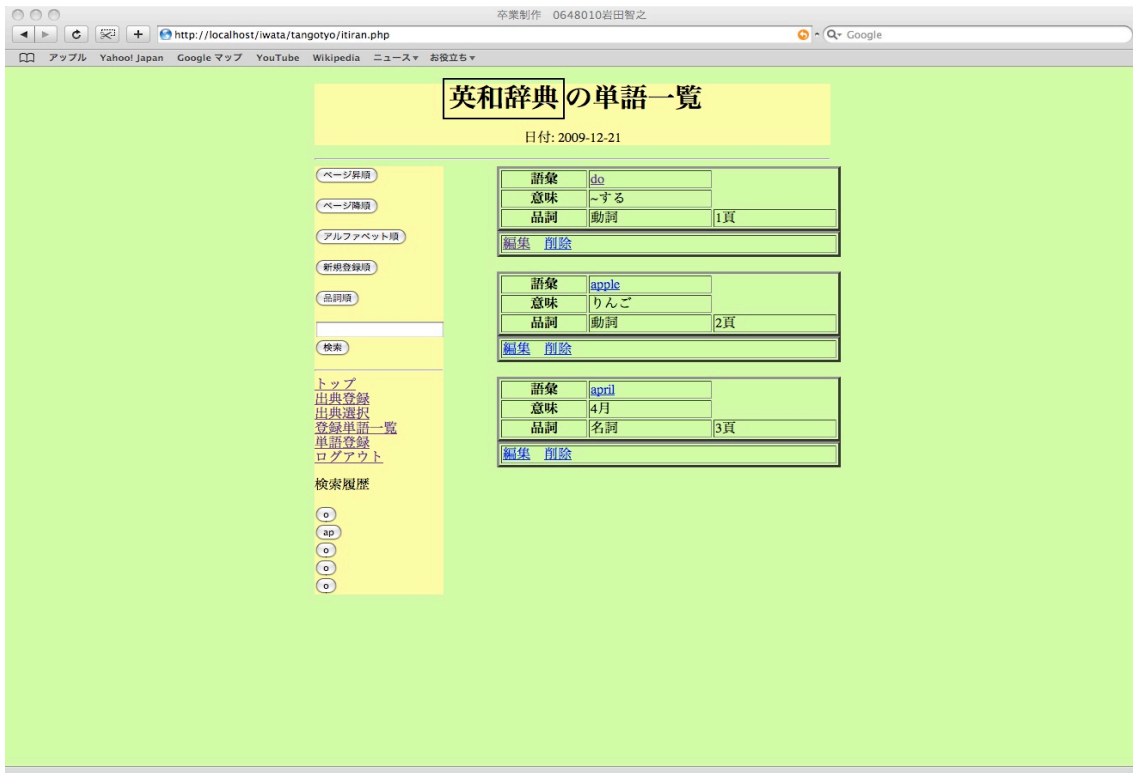 卒業制作 0648010岩田智之
http://localhost/iwata/tangotyo/itiran.php
Google
アップル Yahoo! Japan Google マップ YouTube Wikipedia ニュース▼ お役立ち▼
英和辞典の単語一覧
日付: 2009-12-21
ページ昇順
ページ降順
アルファベット順
新規登録順
品詞順
検索
トップ
出典登録
出典選択
登録単語一覧
単語登録
ログアウト
検索履歴
o
ap
o
o
o
語彙 do
意味 ~する
品詞 動詞 1頁
編集 削除
語彙 apple
意味 りんご
品詞 動詞 2頁
編集 削除
語彙 april
意味 4月
品詞 名詞 3頁
編集 削除